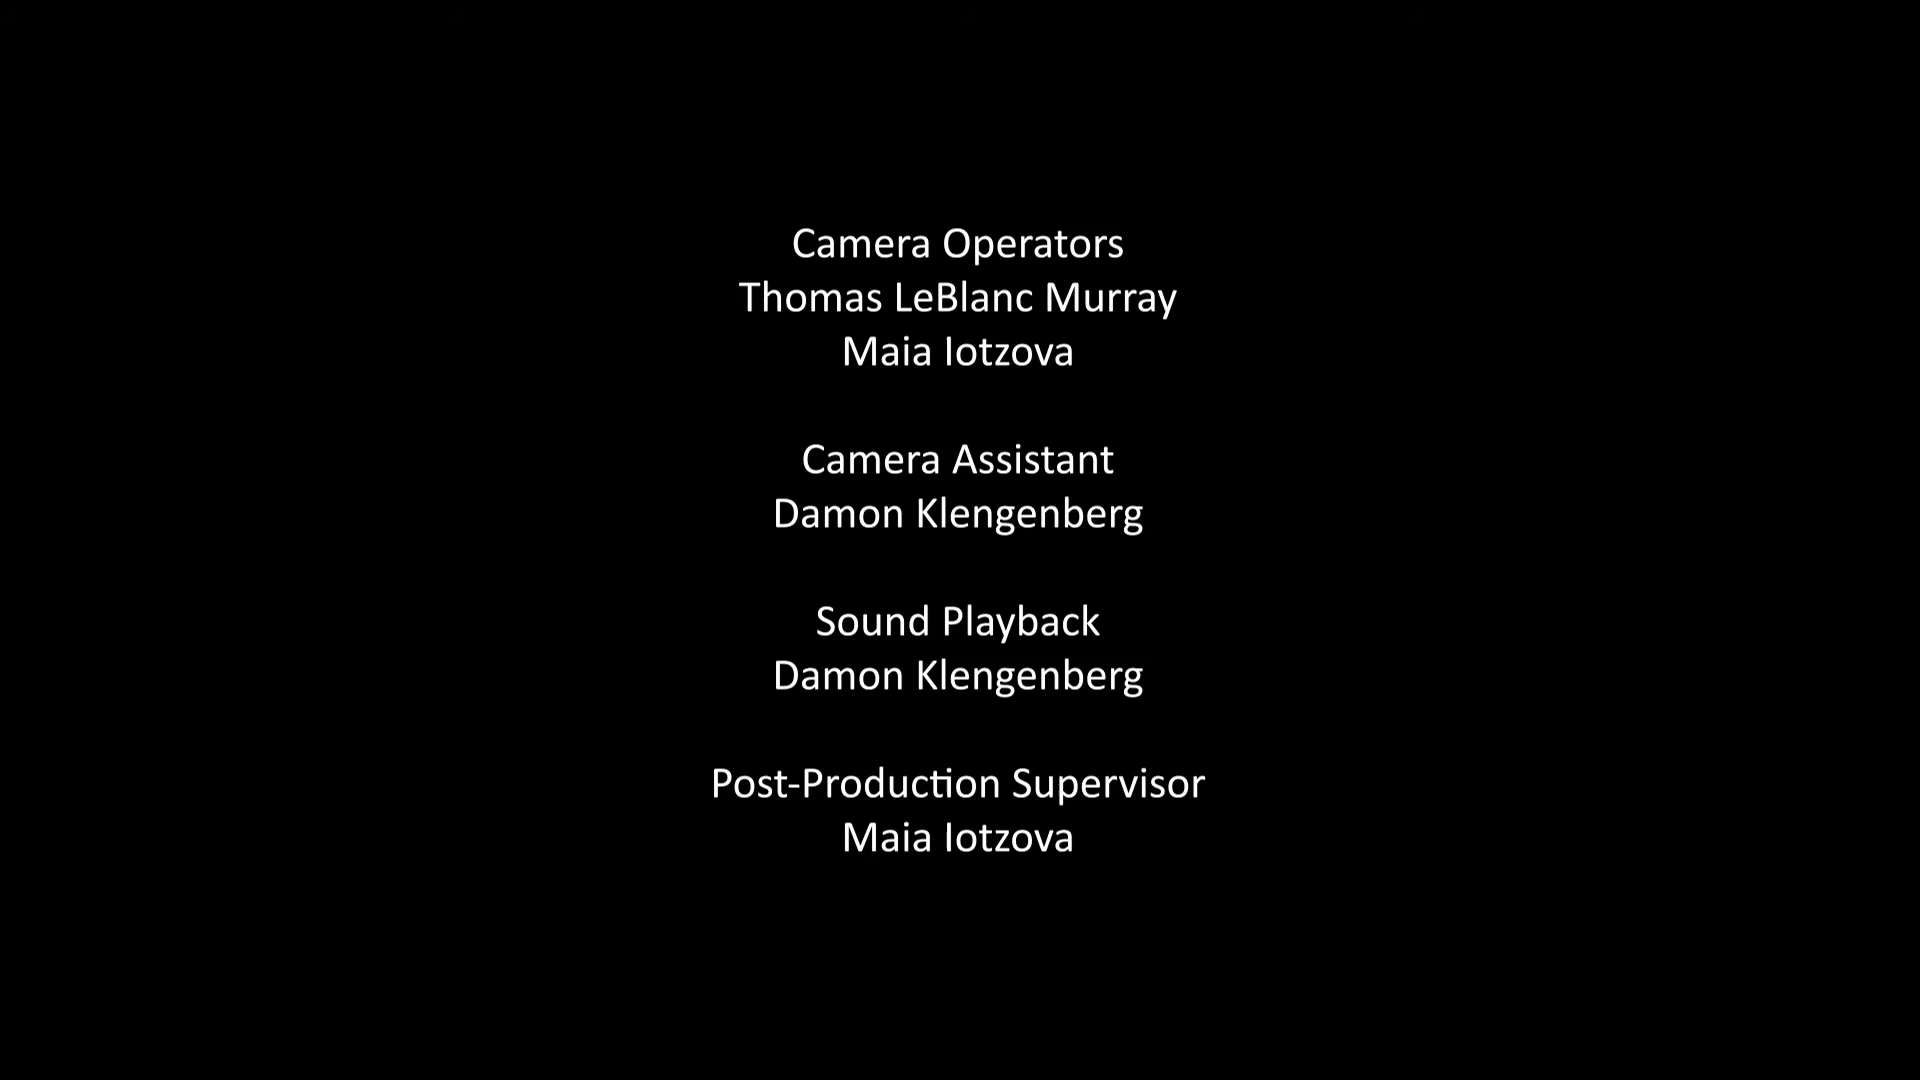 Camera Operators
Thomas LeBlanc Murray
Maia Iotzova
Camera Assistant
Damon Klengenberg
Sound Playback
Damon Klengenberg
Post-Production Supervisor
Maia Iotzova